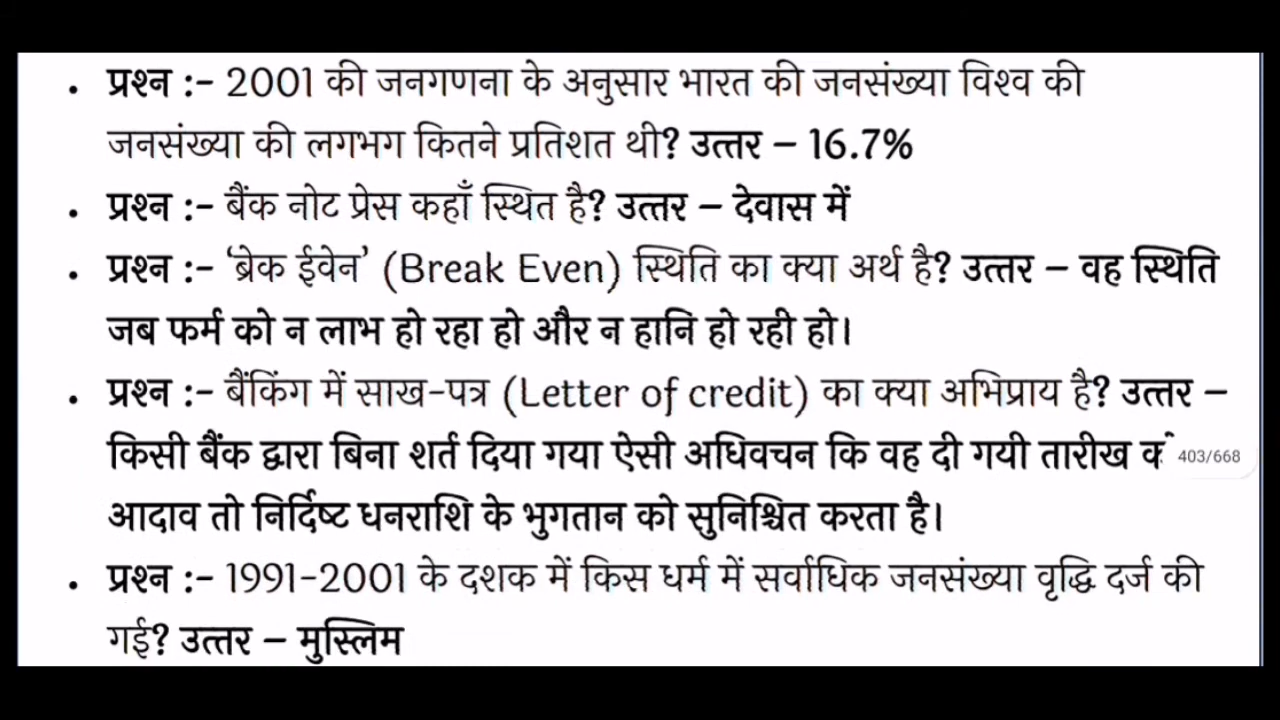 • प्रश्न :- 2001 की जनगणना के अनुसार भारत की जनसंख्या विश्व की
जनसंख्या की लगभग कितने प्रतिशत थी? उत्तर – 16.7%
• प्रश्न :- बैंक नोट प्रेस कहाँ स्थित है? उत्तर – देवास में
• प्रश्न :- ‘ब्रेक ईवेन’ (Break Even) स्थिति का क्या अर्थ है? उत्तर – वह स्थिति
जब फर्म को न लाभ हो रहा हो और न हानि हो रही हो।
• प्रश्न :- बैंकिंग में साख-पत्र (Letter of credit) का क्या अभिप्राय है? उत्तर –
किसी बैंक द्वारा बिना शर्त दिया गया ऐसी अधिवचन कि वह दी गयी तारीख
403/668
आदाव तो निर्दिष्ट धनराशि के भुगतान को सुनिश्चित करता है।
• प्रश्न :- 1991-2001 के दशक में किस धर्म में सर्वाधिक जनसंख्या वृद्धि दर्ज की
गई? उत्तर – मुस्लिम